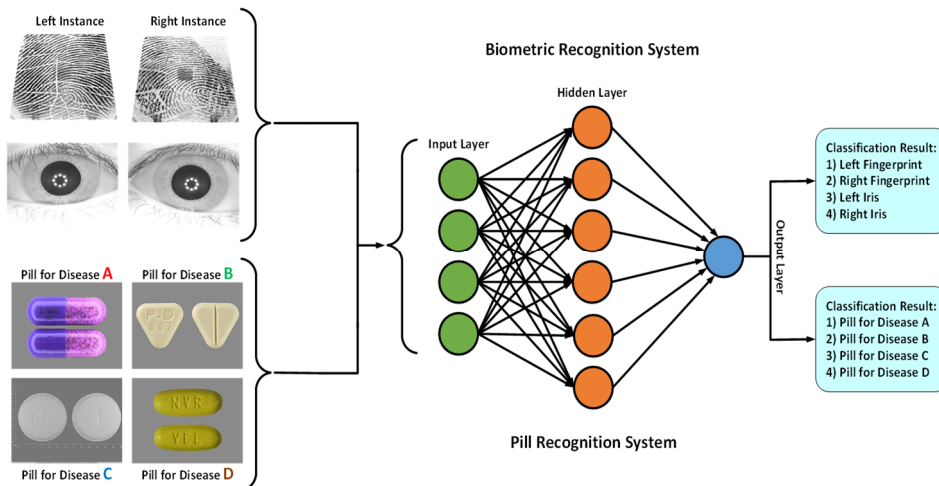 Left Instance
Right Instance
Biometric Recognition System
Hidden Layer
Input Layer
Output Layer
Classification Result:
1) Left Fingerprint
2) Right Fingerprint
3) Left Iris
4) Right Iris
Pill for Disease A
Pill for Disease B
P-D
007
Classification Result:
1) Pill for Disease A
2) Pill for Disease B
3) Pill for Disease C
4) Pill for Disease D
1
NYR
YEL
Pill Recognition System
Pill for Disease C
Pill for Disease D